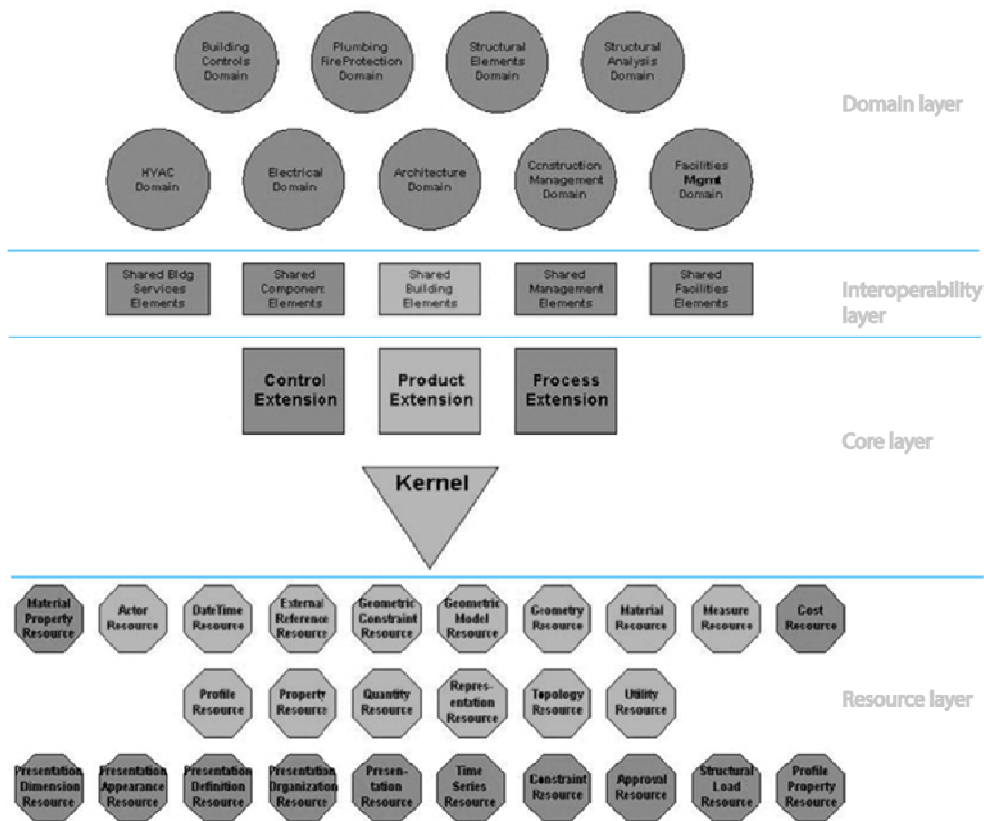 Building
Controls
Domain
Plumbing
Fire Protection
Domain
Structural
Elements
Domain
Structural
Analysis
Domain
Domain layer
HVAC
Domain
Electrical
Domain
Architecture
Domain
Construction
Management
Domain
Facilities
Mgmt
Domain
Shared Bldg
Services
Elements
Shared
Component
Elements
Shared
Building
Elements
Shared
Management
Elements
Shared
Facilities
Elements
Interoperability
layer
Control
Extension
Product
Extension
Process
Extension
Core layer
Kernel
Material
Property
Resource
Actor
Resource
DateTime
Resource
External
Reference
Resource
Geometric
Constraint
Resource
Geometric
Model
Resource
Geometry
Resource
Material
Resource
Measure
Resource
Cost
Resource
Profile
Resource
Property
Resource
Quantity
Resource
Repres-
entation
Resource
Topology
Resource
Utility
Resource
Resource layer
Presentation
Dimension
Resource
Presentation
Appearance
Resource
Presentation
Definition
Resource
Presentation
Organization
Resource
Presen-
tation
Resource
Time
Series
Resource
Constraint
Resource
Approval
Resource
Structural
Load
Resource
Profile
Property
Resource